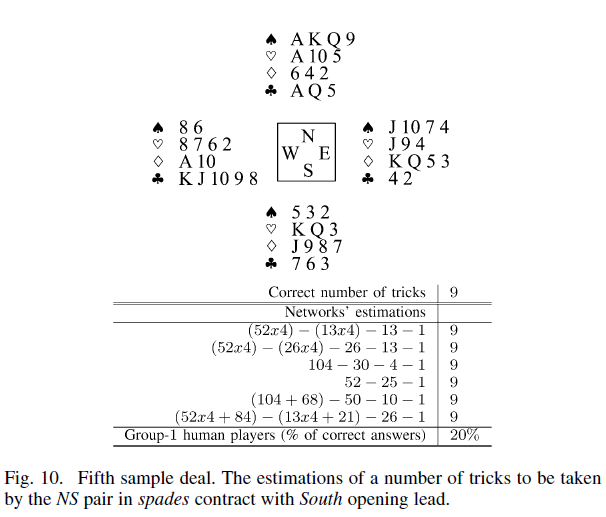 ♠ A K Q 9
♡ A 10 5
♢ 6 4 2
♣ A Q 5
♠ 8 6
♡ 8 7 6 2
♢ A 10
♣ K J 10 9 8
N
W E
S
♠ J 10 7 4
♡ J 9 4
♢ K Q 5 3
♣ 4 2
♠ 5 3 2
♡ K Q 3
♢ J 9 8 7
♣ 7 6 3
Correct number of tricks 9
Networks' estimations
(52x4) − (13x4) − 13 − 1 9
(52x4) − (26x4) − 26 − 13 − 1 9
104 − 30 − 4 − 1 9
52 − 25 − 1 9
(104 + 68) − 50 − 10 − 1 9
(52x4 + 84) − (13x4 + 21) − 26 − 1 9
Group-1 human players (% of correct answers) 20%
Fig. 10. Fifth sample deal. The estimations of a number of tricks to be taken
by the NS pair in spades contract with South opening lead.